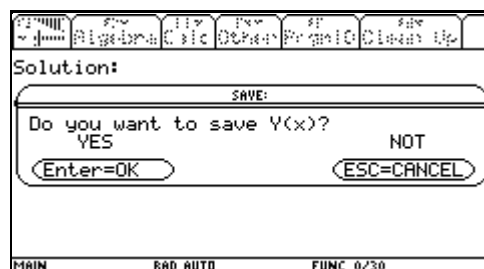 Algebra Calc Other PrgmIO Clean Up
Solution:
SAVE:
Do you want to save Y(x)?
YES NOT
Enter=OK ESC=CANCEL
MAIN RAD AUTO FUNC 0/30